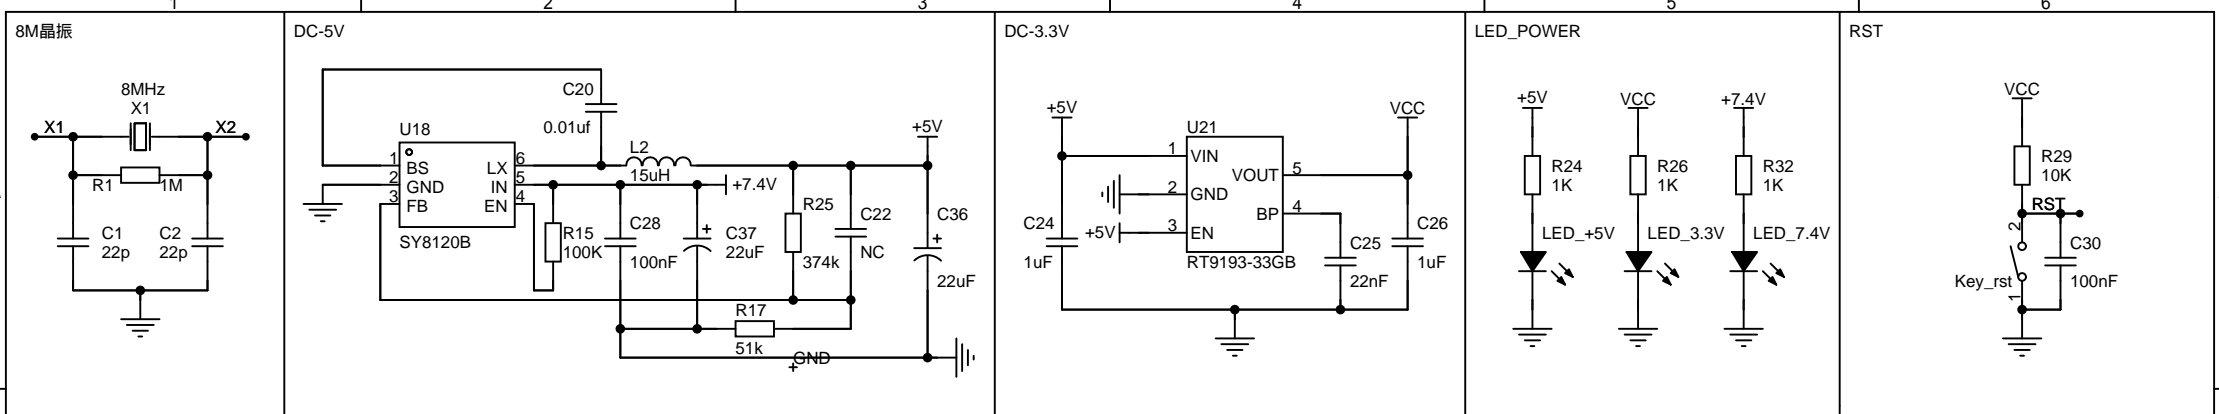 1
2
3
4
5
6
8M晶振
8MHz
X1
X1
X2
R1
1M
C1
22p
C2
22p
DC-5V
C20
0.01uf
U18
1
BS
2
GND
3
FB
LX
6
IN
5
EN
4
SY8120B
L2
15uH
+5V
+7.4V
R15
100K
C28
100nF
C37
22uF
R25
374k
C22
NC
C36
22uF
R17
51k
GND
DC-3.3V
+5V
VCC
U21
1
VIN
2
GND
3
EN
+5V
VOUT
5
BP
4
RT9193-33GB
C24
1uF
C25
22nF
C26
1uF
LED_POWER
+5V
VCC
+7.4V
R24
1K
R26
1K
R32
1K
LED_+5V
LED_3.3V
LED_7.4V
RST
VCC
R29
10K
RST
2
Key_rst
1
C30
100nF